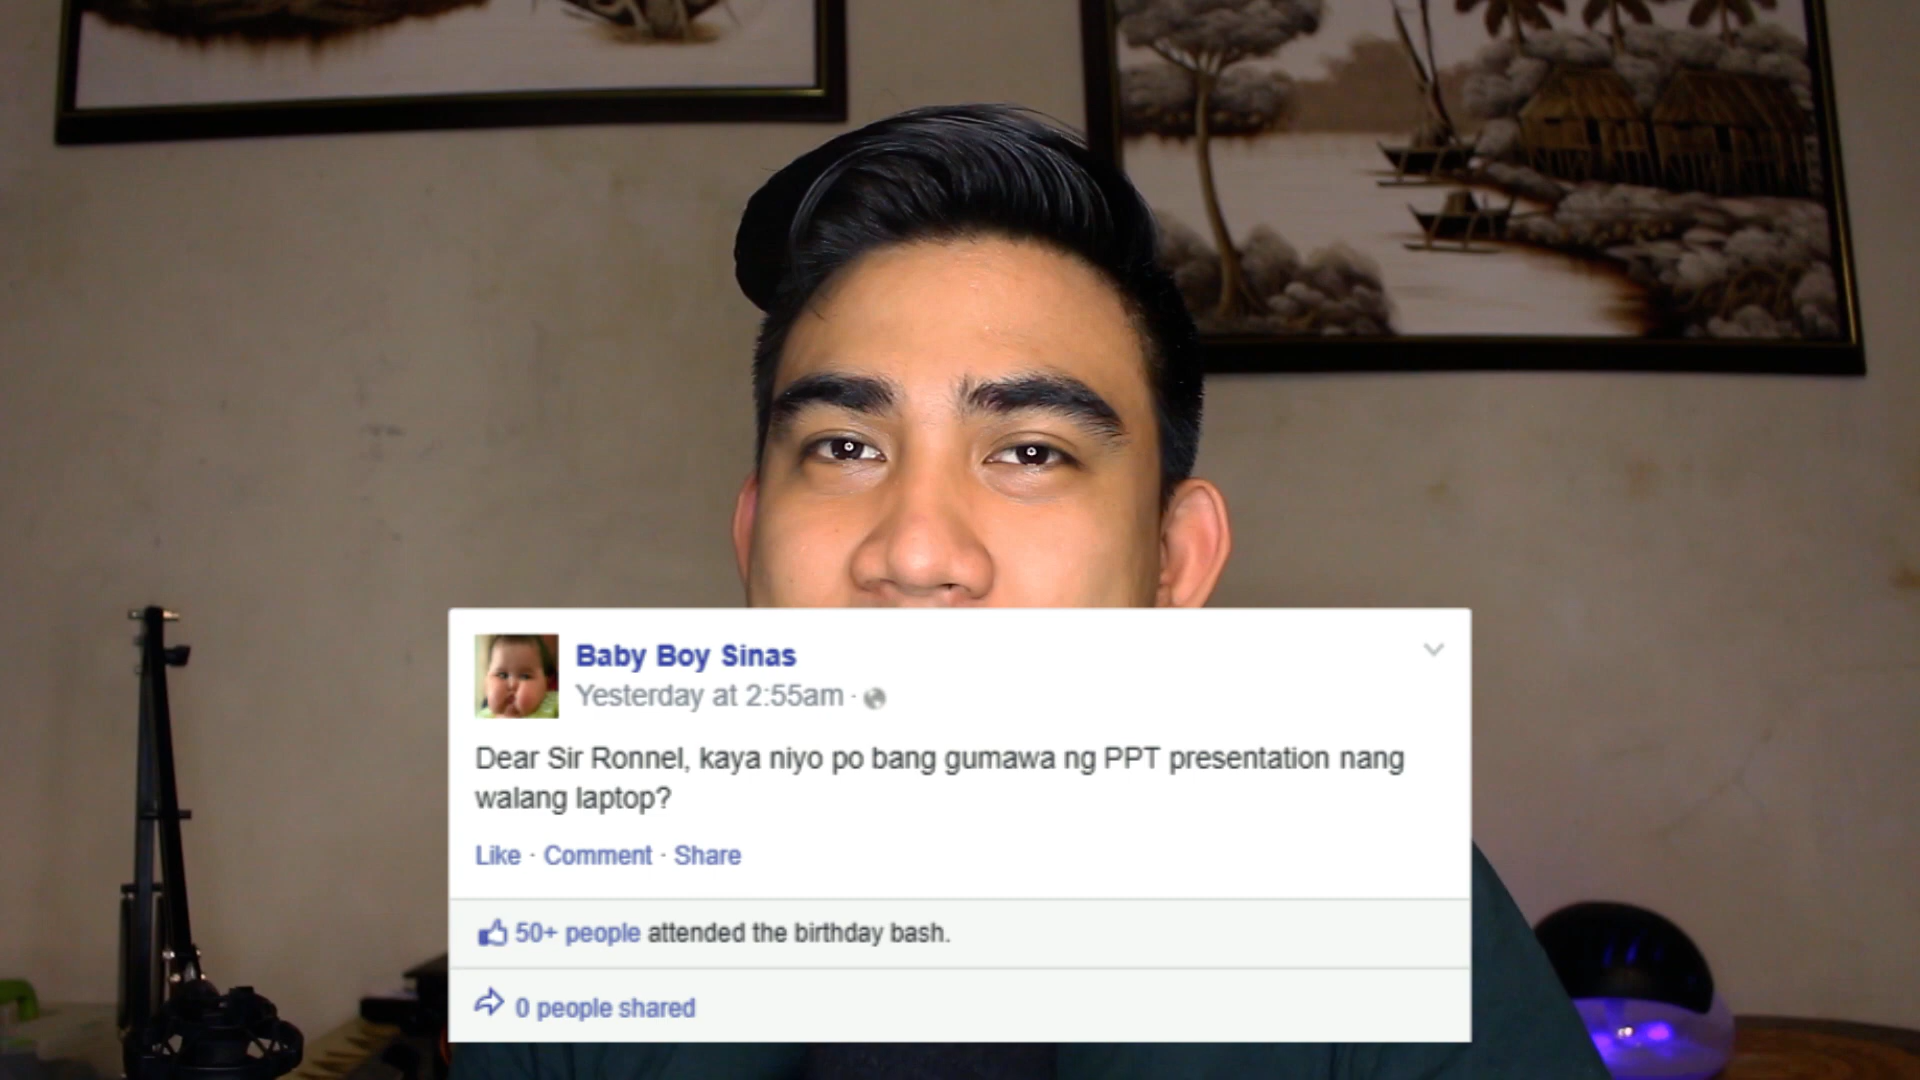 Baby Boy Sinas
Yesterday at 2:55am ·
Dear Sir Ronnel, kaya niyo po bang gumawa ng PPT presentation nang
walang laptop?
Like · Comment · Share
50+ people attended the birthday bash.
0 people shared